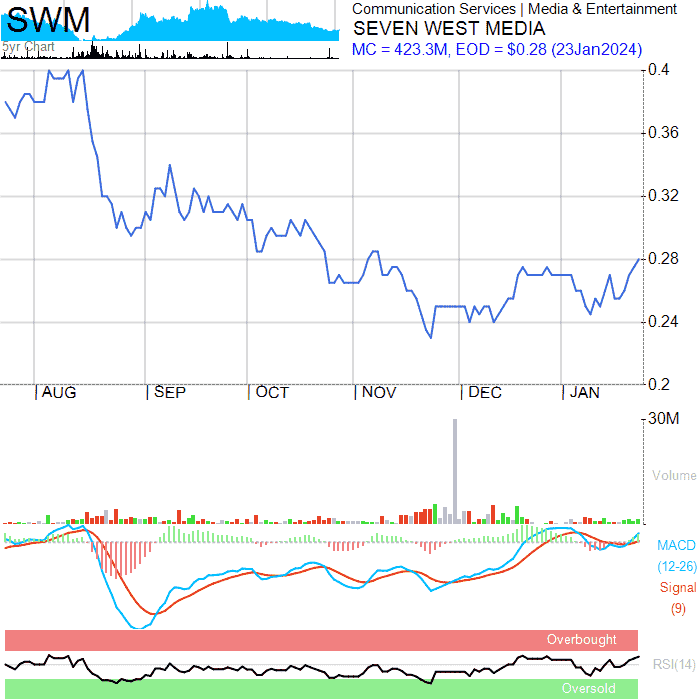 SWM
Communication Services | Media & Entertainment
SEVEN WEST MEDIA
5yr Chart
MC = 423.3M, EOD = $0.28 (23Jan2024)
0.4
0.36
0.32
0.28
0.24
0.2
AUG SEP OCT NOV DEC JAN
30M
Volume
MACD
(12-26)
Signal
(9)
Overbought
RSI(14)
Oversold